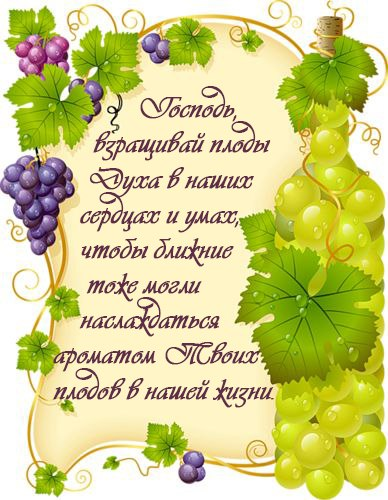 Господь,
взращивай плоды
Духа в наших
сердцах и умах,
чтобы ближние
тоже могли
наслаждаться
ароматом Твоих
плодов в нашей жизни